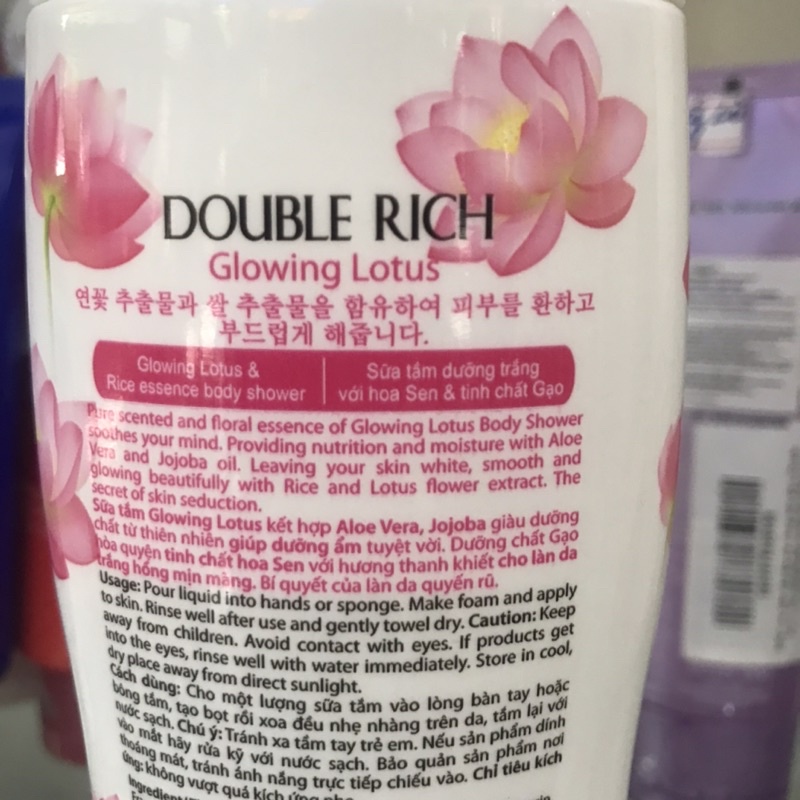 DOUBLE RICH
Glowing Lotus
연꽃 추출물과 쌀 추출물을 함유하여 피부를 환하고
부드럽게 해줍니다.
Glowing Lotus &
Rice essence body shower
Sữa tắm dưỡng trắng
với hoa Sen & tinh chất Gạo
Pure scented and floral essence of Glowing Lotus Body Shower
soothes your mind. Providing nutrition and moisture with Aloe
Vera and Jojoba oil. Leaving your skin white, smooth and
glowing beautifully with Rice and Lotus flower extract. The
secret of skin seduction.
Sữa tắm Glowing Lotus kết hợp Aloe Vera, Jojoba giàu dưỡng
chất từ thiên nhiên giúp dưỡng ẩm tuyệt vời. Dưỡng chất Gạo
hòa quyện tinh chất hoa Sen với hương thanh khiết cho làn da
trắng hồng mịn màng. Bí quyết của làn da quyến rũ.
Usage: Pour liquid into hands or sponge. Make foam and apply
to skin. Rinse well after use and gently towel dry. Caution: Keep
away from children. Avoid contact with eyes. If products get
into the eyes, rinse well with water immediately. Store in cool,
dry place away from direct sunlight.
Cách dùng: Cho một lượng sữa tắm vào lòng bàn tay hoặc
bông tắm, tạo bọt rồi xoa đều nhẹ nhàng trên da, tắm lại với
nước sạch. Chú ý: Tránh xa tầm tay trẻ em. Nếu sản phẩm dính
vào mắt hãy rửa kỹ với nước sạch. Bảo quản sản phẩm nơi
thoáng mát, tránh ánh nắng trực tiếp chiếu vào. Chỉ tiêu kích
ứng: không vượt quá kích ứng nhẹ